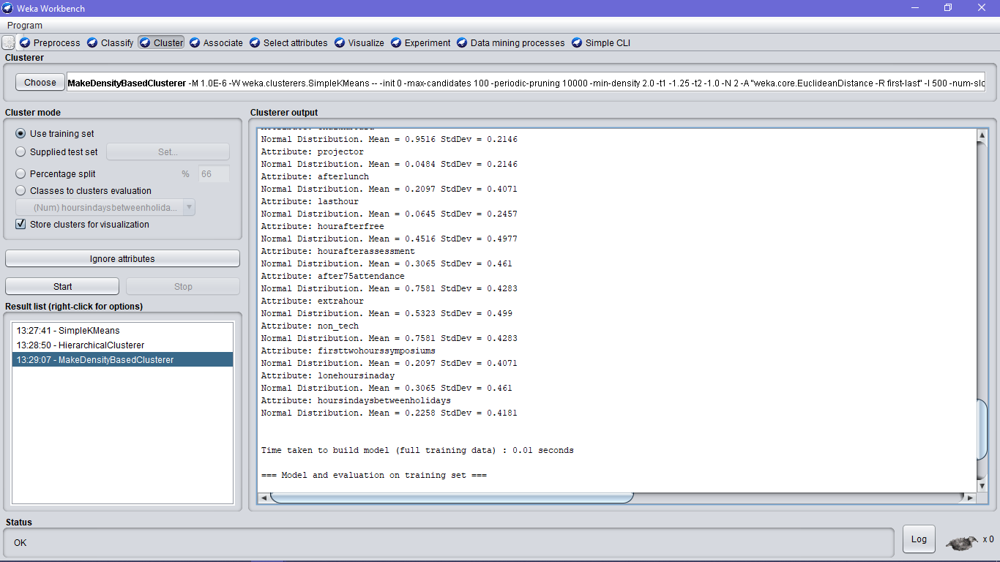 Weka Workbench
Program
Preprocess Classify Cluster Associate Select attributes Visualize Experiment Data mining processes Simple CLI
Clusterer
Choose MakeDensityBasedClusterer -M 1.0E-6 -W weka.clusterers.SimpleKMeans -- -init 0 -max-candidates 100 -periodic-pruning 10000 -min-density 2.0 -t1 -1.25 -t2 -1.0 -N 2 -A "weka.core.EuclideanDistance -R first-last" -I 500 -num-slo
Cluster mode
Use training set
Supplied test set Set...
Percentage split % 66
Classes to clusters evaluation
(Num) hoursindaysbetweenholida...
Store clusters for visualization
Ignore attributes
Start Stop
Result list (right-click for options)
13:27:41 - SimpleKMeans
13:28:50 - HierarchicalClusterer
13:29:07 - MakeDensityBasedClusterer
Clusterer output
Normal Distribution. Mean = 0.9516 StdDev = 0.2146
Attribute: projector
Normal Distribution. Mean = 0.0484 StdDev = 0.2146
Attribute: afterlunch
Normal Distribution. Mean = 0.2097 StdDev = 0.4071
Attribute: lasthour
Normal Distribution. Mean = 0.0645 StdDev = 0.2457
Attribute: hourafterfree
Normal Distribution. Mean = 0.4516 StdDev = 0.4977
Attribute: hourafterassessment
Normal Distribution. Mean = 0.3065 StdDev = 0.461
Attribute: after75attendance
Normal Distribution. Mean = 0.7581 StdDev = 0.4283
Attribute: extrahour
Normal Distribution. Mean = 0.5323 StdDev = 0.499
Attribute: non_tech
Normal Distribution. Mean = 0.7581 StdDev = 0.4283
Attribute: firsttwohourssymposiums
Normal Distribution. Mean = 0.2097 StdDev = 0.4071
Attribute: lonehoursinaday
Normal Distribution. Mean = 0.3065 StdDev = 0.461
Attribute: hoursindaysbetweenholidays
Normal Distribution. Mean = 0.2258 StdDev = 0.4181
Time taken to build model (full training data) : 0.01 seconds
=== Model and evaluation on training set ===
Status
OK
Log
x 0